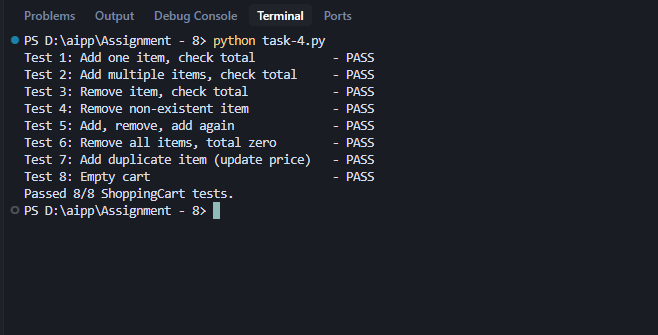 Problems Output Debug Console Terminal Ports
PS D:\aipp\Assignment - 8> python task-4.py
Test 1: Add one item, check total - PASS
Test 2: Add multiple items, check total - PASS
Test 3: Remove item, check total - PASS
Test 4: Remove non-existent item - PASS
Test 5: Add, remove, add again - PASS
Test 6: Remove all items, total zero - PASS
Test 7: Add duplicate item (update price) - PASS
Test 8: Empty cart - PASS
Passed 8/8 ShoppingCart tests.
PS D:\aipp\Assignment - 8>